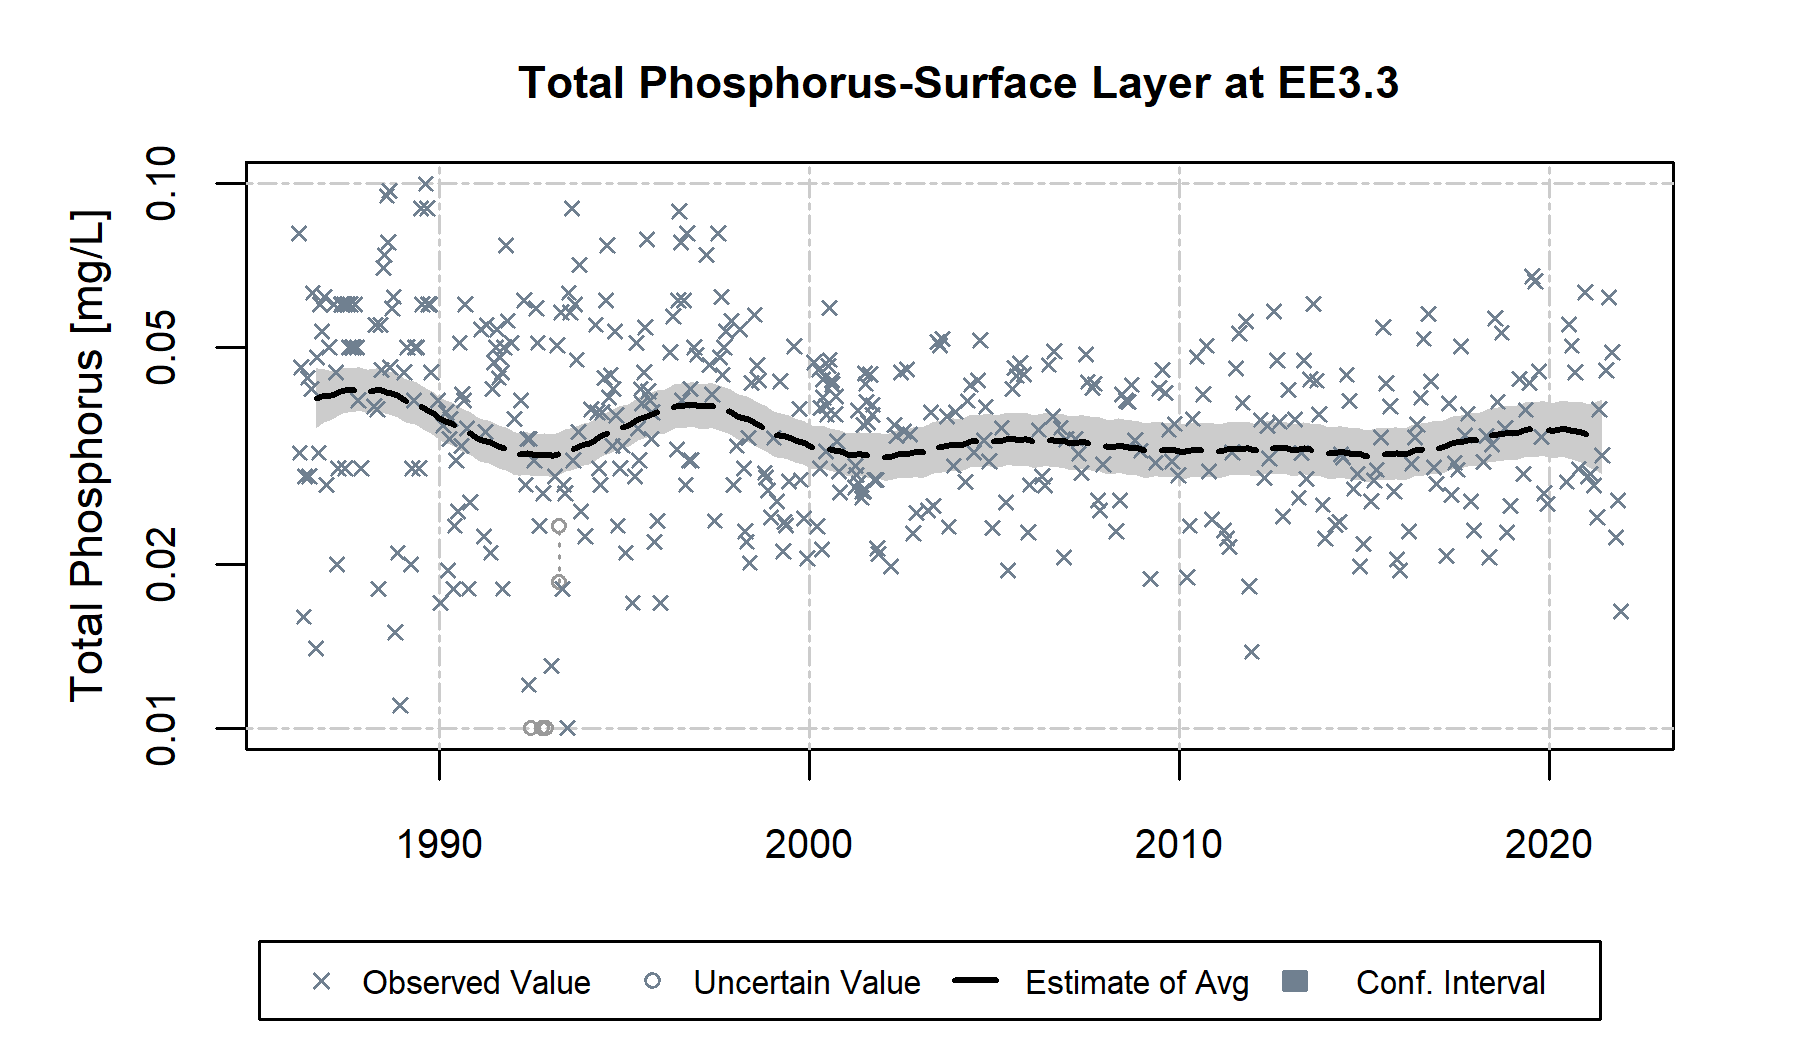 Total Phosphorus-Surface Layer at EE3.3
Total Phosphorus [mg/L]
0.10
0.05
0.02
0.01
1990 2000 2010 2020
Observed Value Uncertain Value Estimate of Avg Conf. Interval